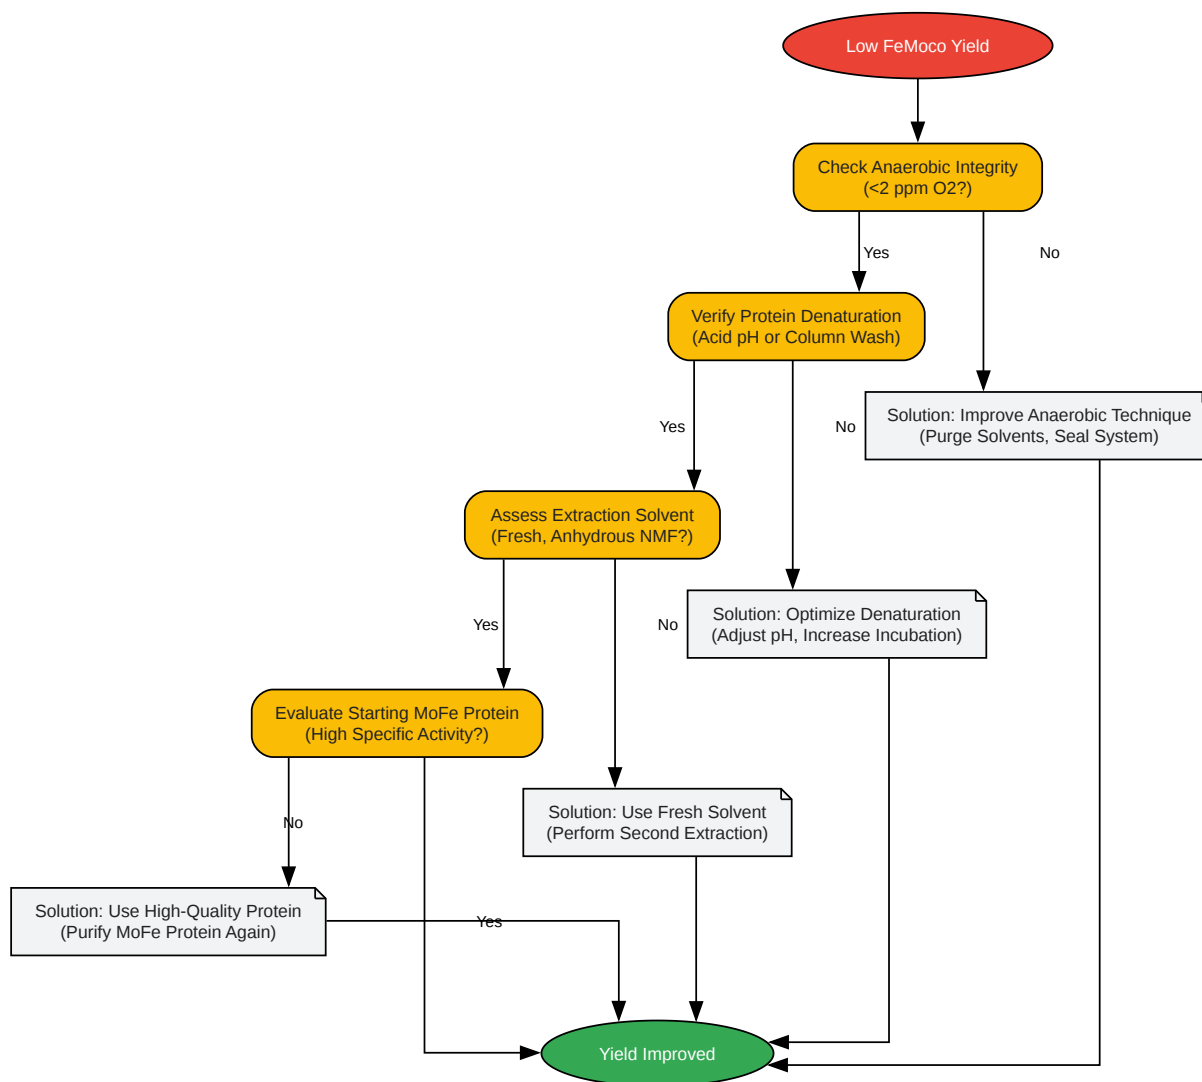 Low FeMoco Yield
Check Anaerobic Integrity
(<2 ppm O2?)
Yes
No
Verify Protein Denaturation
(Acid pH or Column Wash)
Yes
No
Solution: Improve Anaerobic Technique
(Purge Solvents, Seal System)
Assess Extraction Solvent
(Fresh, Anhydrous NMF?)
Yes
No
Solution: Optimize Denaturation
(Adjust pH, Increase Incubation)
Evaluate Starting MoFe Protein
(High Specific Activity?)
No
Solution: Use Fresh Solvent
(Perform Second Extraction)
Solution: Use High-Quality Protein
(Purify MoFe Protein Again)
Yes
Yield Improved